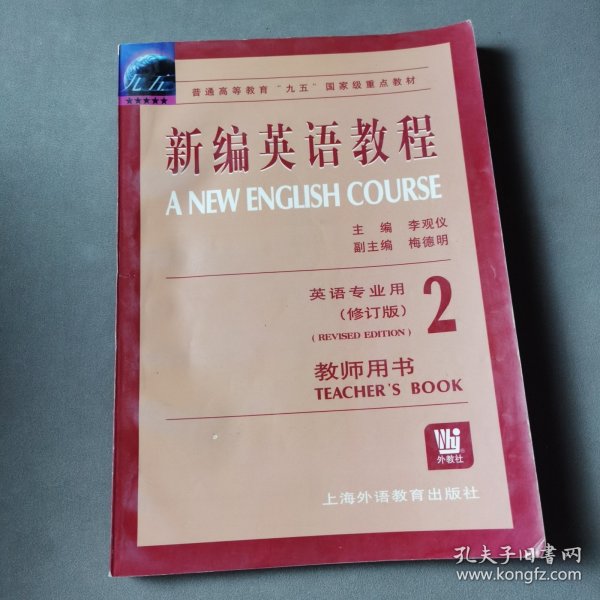 九五
★★★★★
普通高等教育"九五"国家级重点教材
新编英语教程
A NEW ENGLISH COURSE
主 编 李观仪
副主编 梅德明
英语专业用
(修订版)
(REVISED EDITION)
2
教师用书
TEACHER'S BOOK
Why
外教社
上海外语教育出版社
孔夫子旧书网
www.kongfz.com